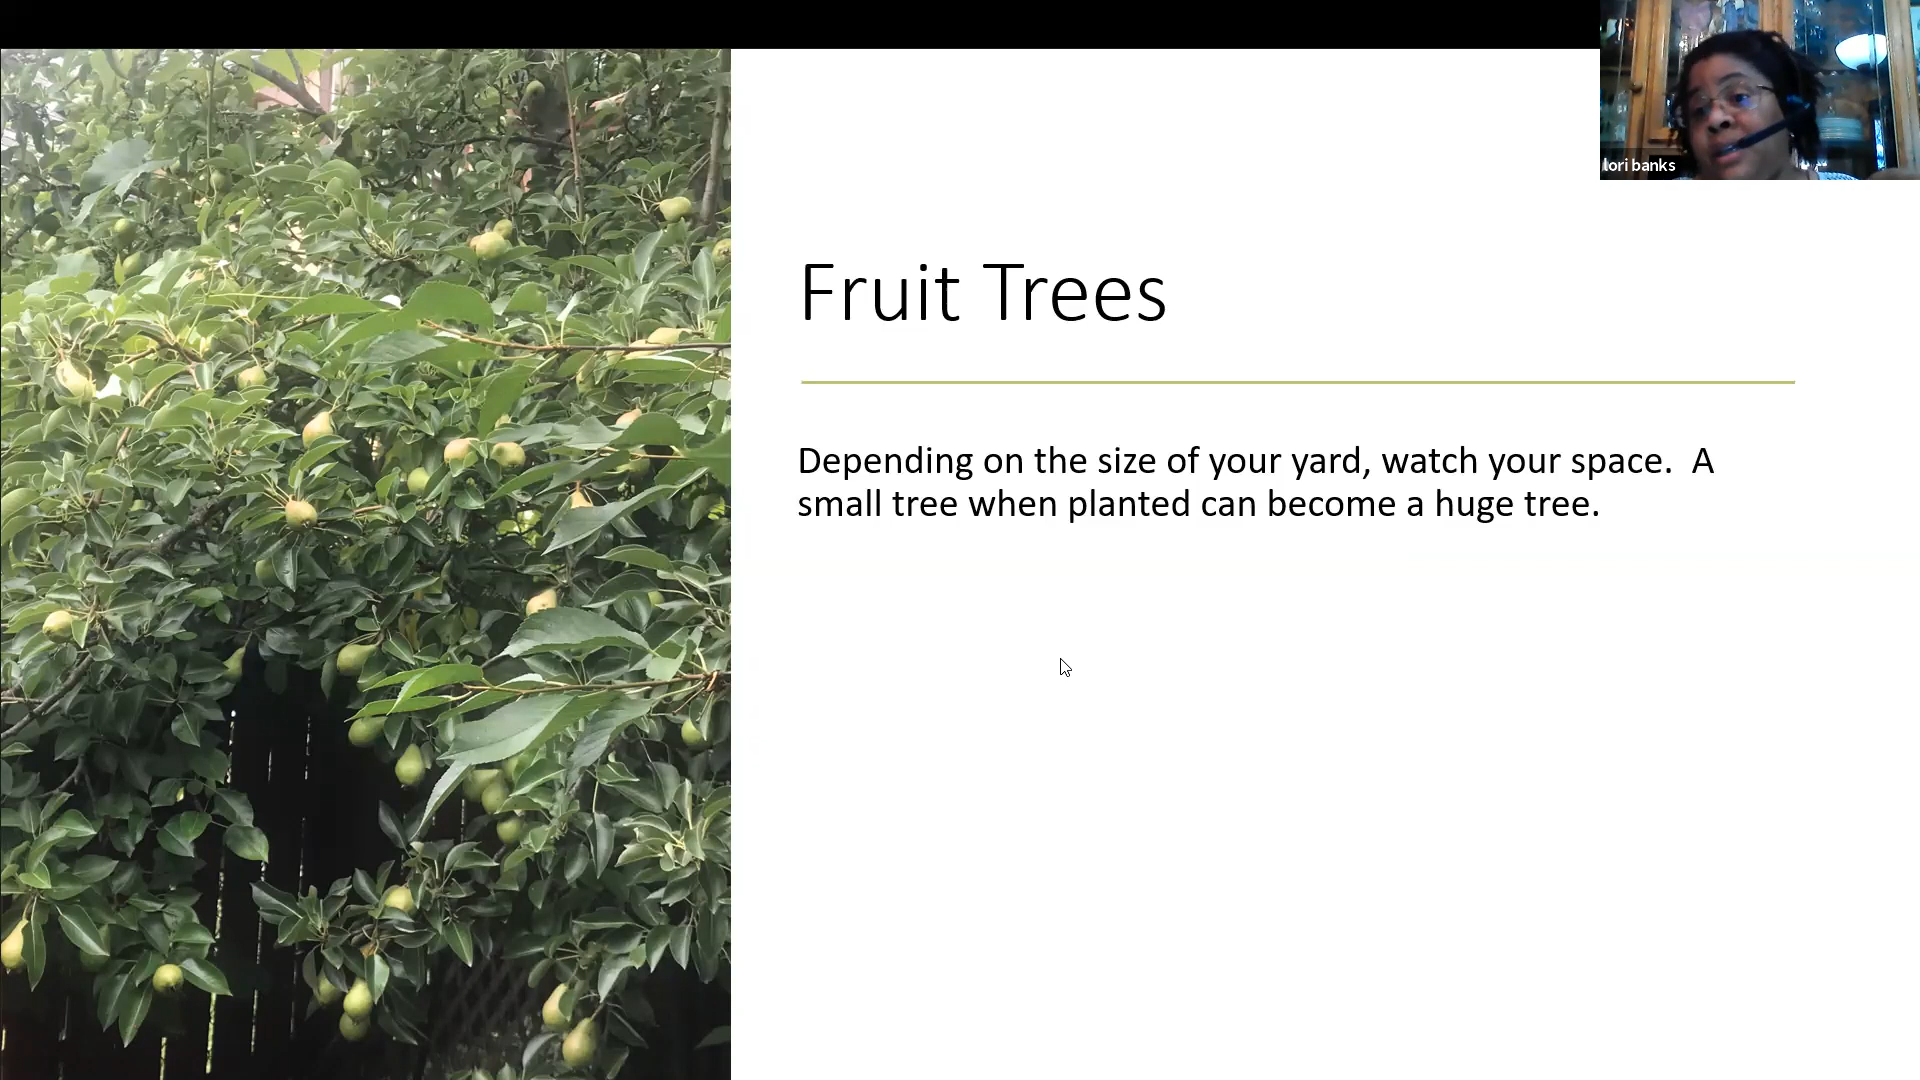 lori banks
Fruit Trees
Depending on the size of your yard, watch your space.  A
small tree when planted can become a huge tree.